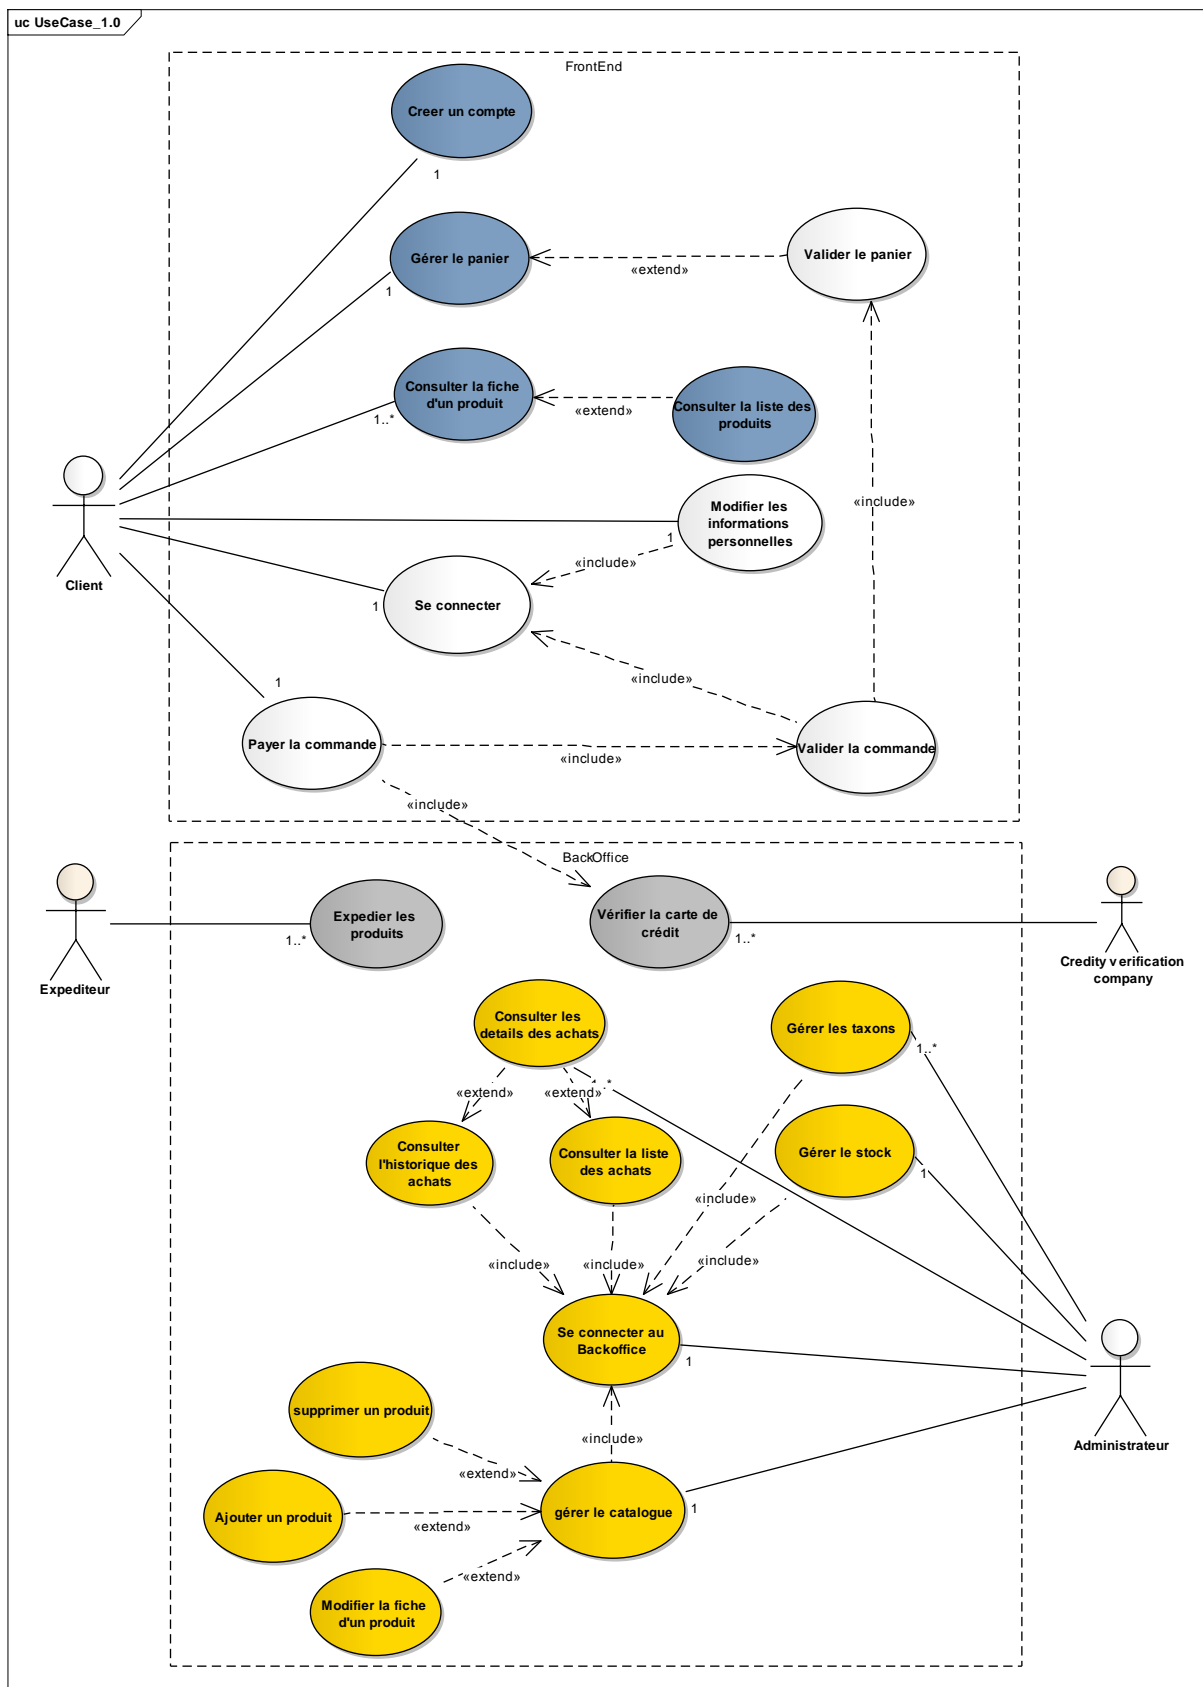 uc UseCase_1.0
FrontEnd
Creer un compte
1
Gérer le panier
1
«extend»
Valider le panier
Consulter la fiche
d'un produit
1..*
«extend»
Consulter la liste des
produits
«include»
Modifier les
informations
personnelles
1
«include»
Client
Se connecter
1
«include»
1
Payer la commande
«include»
Valider la commande
«include»
BackOffice
Expediteur
Expedier les
produits
1..*
Vérifier la carte de
crédit
1..*
Credity verification
company
Consulter les
details des achats
1..*
Gérer les taxons
1..*
«extend»
«extend»
Consulter
l'historique des
achats
Consulter la liste
des achats
Gérer le stock
1
«include»
«include»
«include»
«include»
Se connecter au
Backoffice
1
Administrateur
supprimer un produit
«include»
«extend»
Ajouter un produit
«extend»
gérer le catalogue
1
«extend»
Modifier la fiche
d'un produit